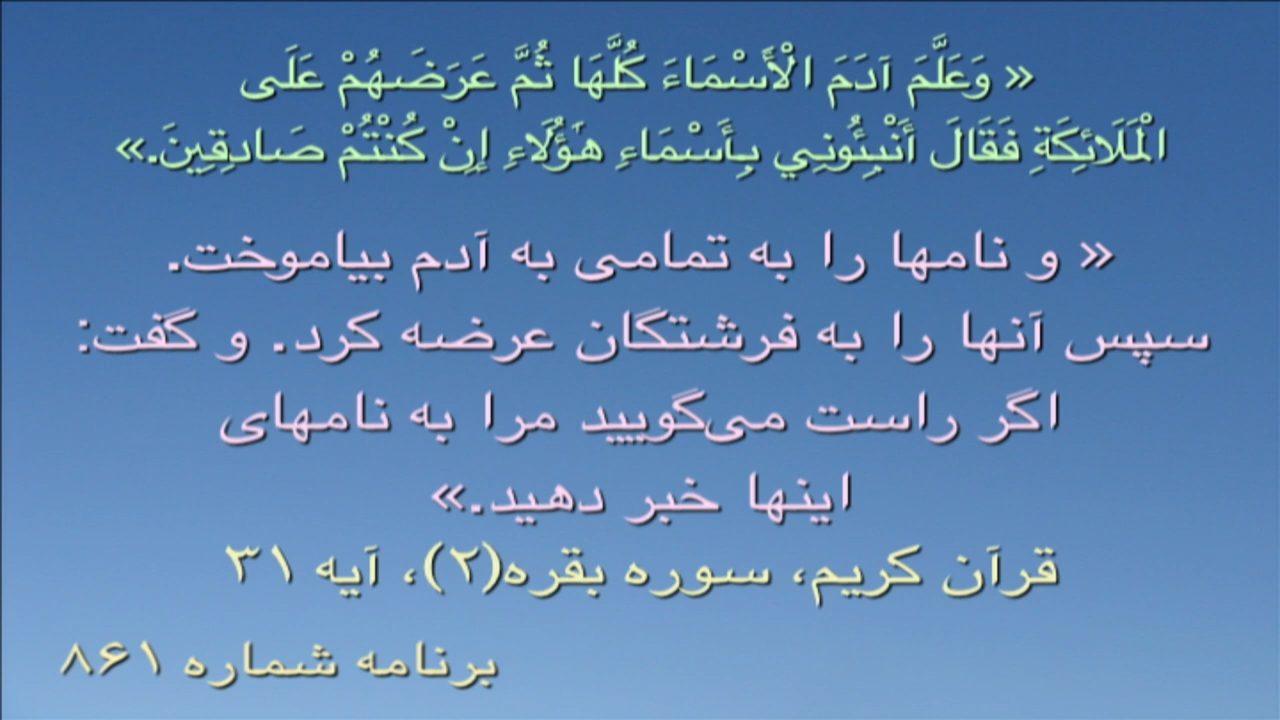 « وَعَلَّمَ آدَمَ الْأَسْمَاءَ كُلَّهَا ثُمَّ عَرَضَهُمْ عَلَى
الْمَلَائِكَةِ فَقَالَ أَنْبِئُونِي بِأَسْمَاءِ هَؤُلَاءِ إِنْ كُنْتُمْ صَادِقِينَ.»
« و نامها را به تمامی به آدم بیاموخت.
سپس آنها را به فرشتگان عرضه کرد. و گفت:
اگر راست می‌گویید مرا به نامهای
اینها خبر دهید.»
قرآن کریم، سوره بقره(۲)، آیه ۳۱
برنامه شماره ۸۶۱